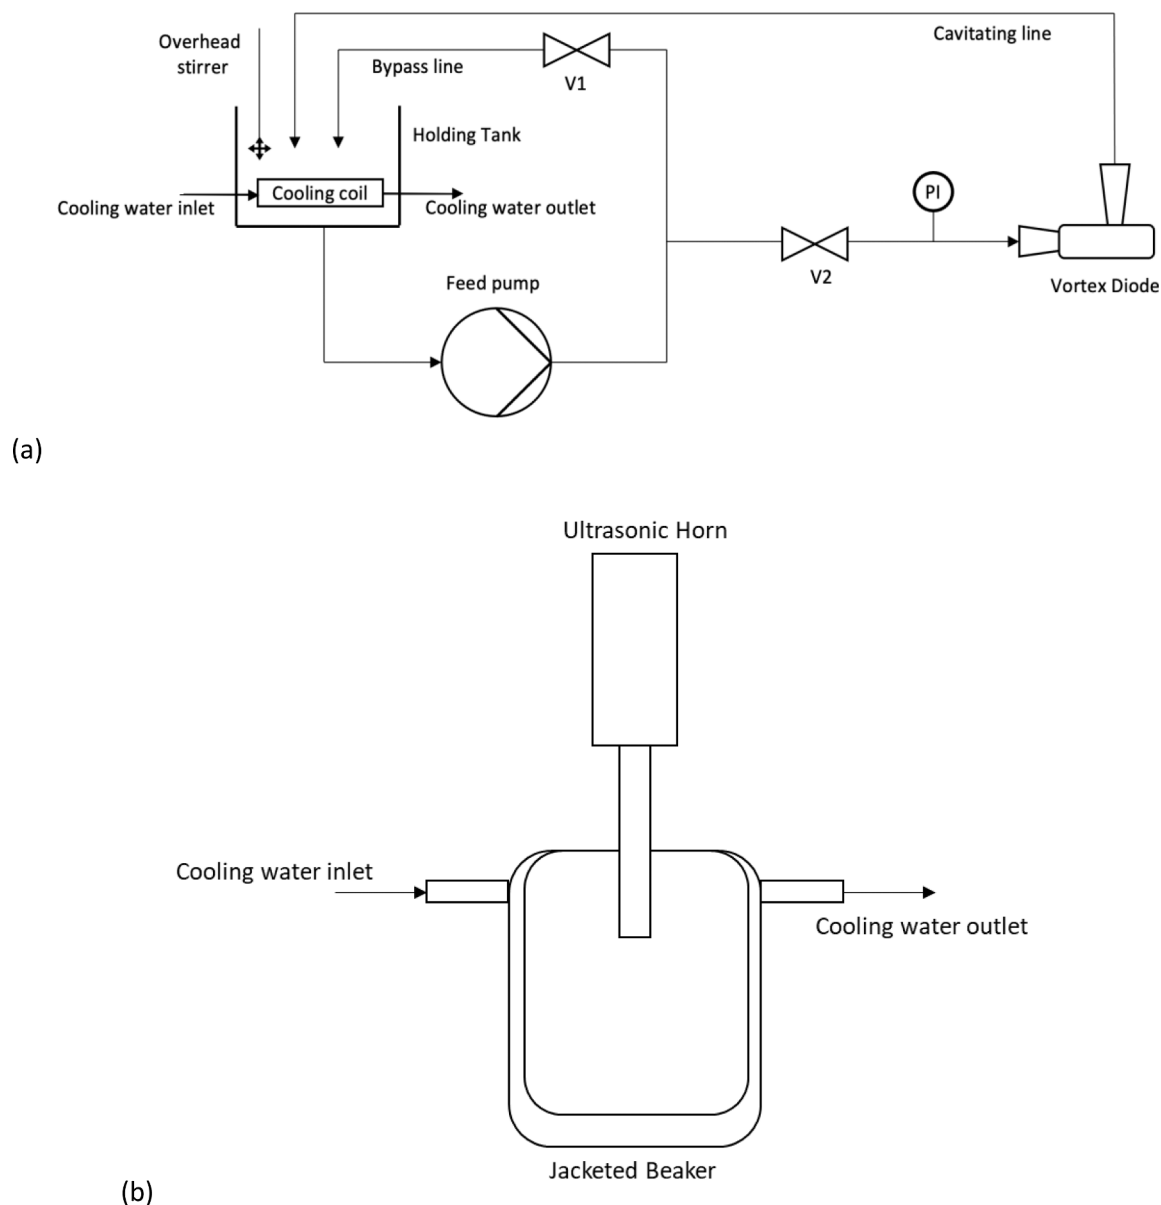 Overhead
stirrer
Cavitating line
Bypass line
V1
Holding Tank
Cooling coil
Cooling water inlet
Cooling water outlet
PI
V2
Feed pump
Vortex Diode
(a)
Ultrasonic Horn
Cooling water inlet
Cooling water outlet
Jacketed Beaker
(b)